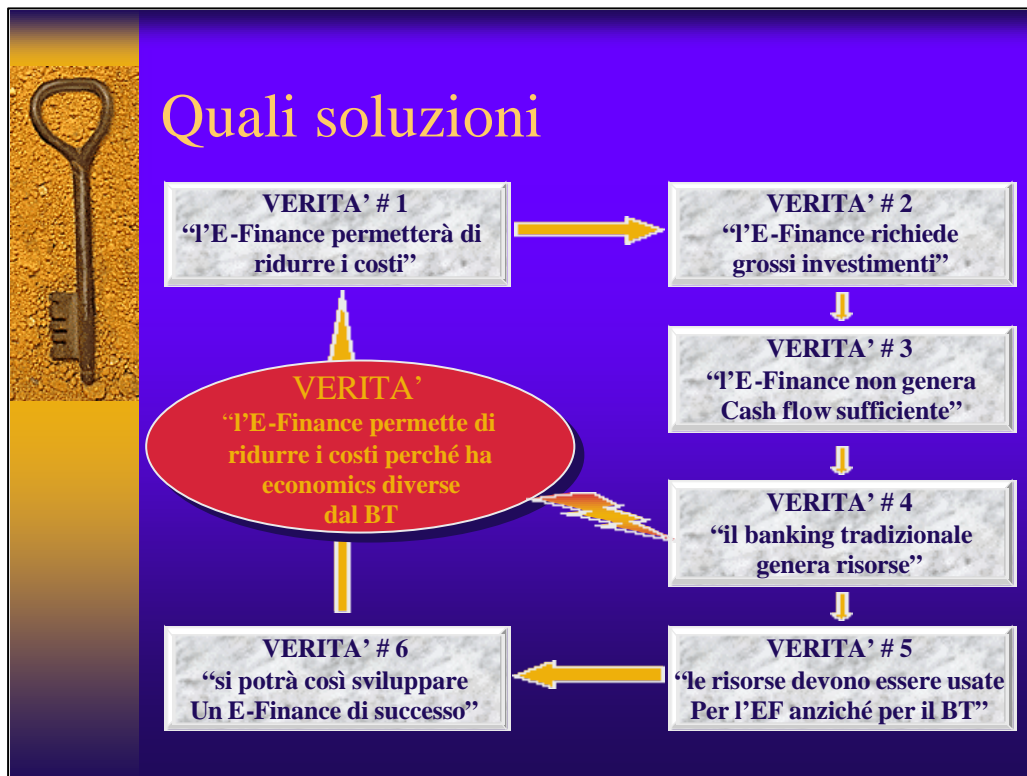 Quali soluzioni
VERITA’ # 1
“l’E-Finance permetterà di
ridurre i costi”
VERITA’ # 2
“l’E-Finance richiede
grossi investimenti”
VERITA’ # 3
“l’E-Finance non genera
Cash flow sufficiente”
VERITA’
“l’E-Finance permette di
ridurre i costi perché ha
economics diverse
dal BT
VERITA’ # 4
“il banking tradizionale
genera risorse”
VERITA’ # 5
“le risorse devono essere usate
Per l’EF anziché per il BT”
VERITA’ # 6
“si potrà così sviluppare
Un E-Finance di successo”